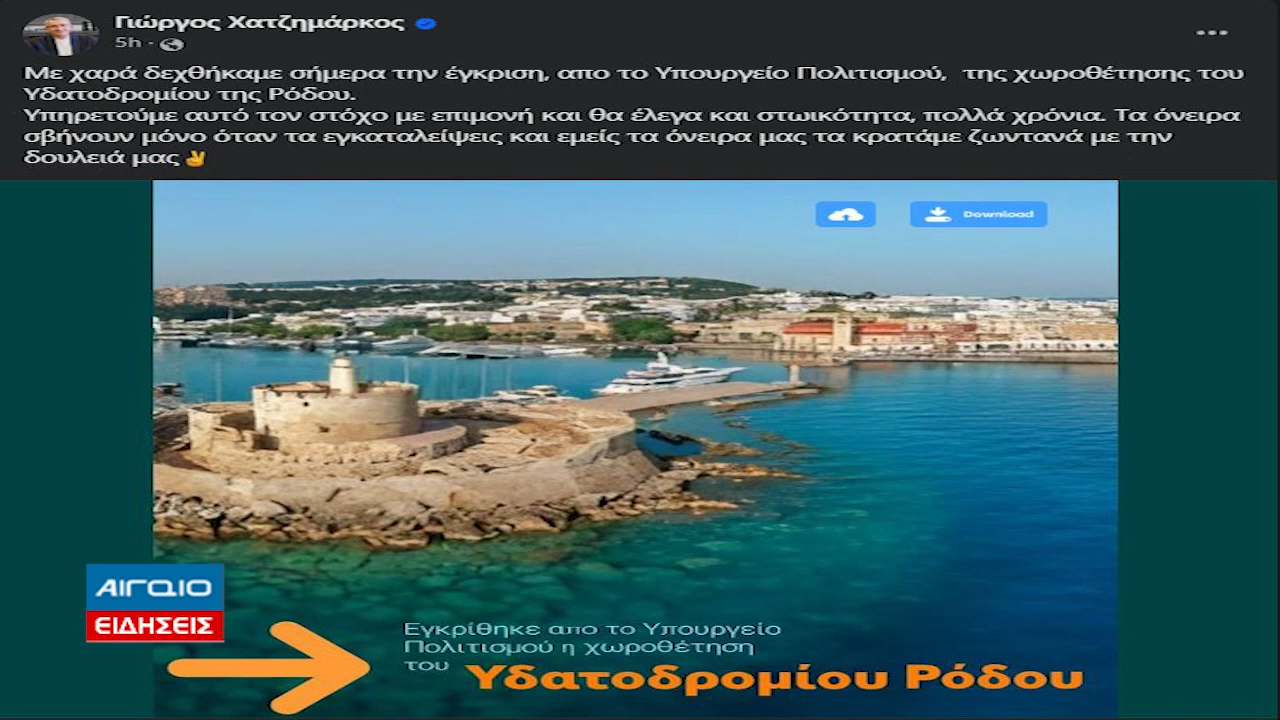 Γιώργος Χατζημάρκος
5h ·
Με χαρά δεχθήκαμε σήμερα την έγκριση, απο το Υπουργείο Πολιτισμού, της χωροθέτησης του
Υδατοδρομίου της Ρόδου.
Υπηρετούμε αυτό τον στόχο με επιμονή και θα έλεγα και στωικότητα, πολλά χρόνια. Τα όνειρα
σβήνουν μόνο όταν τα εγκαταλείψεις και εμείς τα όνειρα μας τα κρατάμε ζωντανά με την
δουλειά μας✌️
Download
ΑΙΓΑΙΟ
ΕΙΔΗΣΕΙΣ
Εγκρίθηκε απο το Υπουργείο
Πολιτισμού η χωροθέτηση
του Υδατοδρομίου Ρόδου